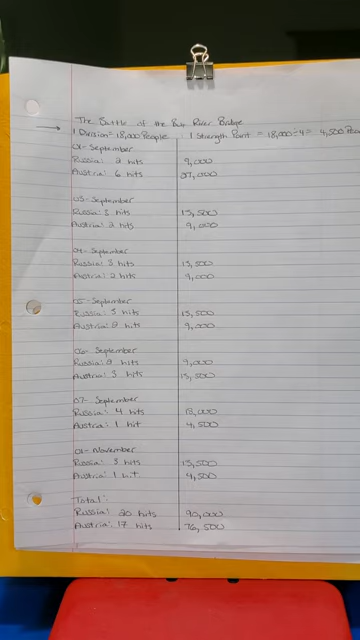 The Battle of the Bug River Bridge
1 Division = 18,000 People : 1 Strength Point = 18,000 ÷ 4 = 4,500 People
01- September
Russia: 2 hits 9,000
Austria: 6 hits 27,000
03- September
Russia: 3 hits 13,500
Austria: 2 hits 9,000
04- September
Russia: 3 hits 13,500
Austria: 2 hits 9,000
05- September
Russia: 3 hits 13,500
Austria: 2 hits 9,000
06- September
Russia: 2 hits 9,000
Austria: 3 hits 13,500
07- September
Russia: 4 hits 18,000
Austria: 1 hit 4,500
01- November
Russia: 3 hits 13,500
Austria: 1 hit 4,500
Total:
Russia: 20 hits 90,000
Austria: 17 hits 76,500